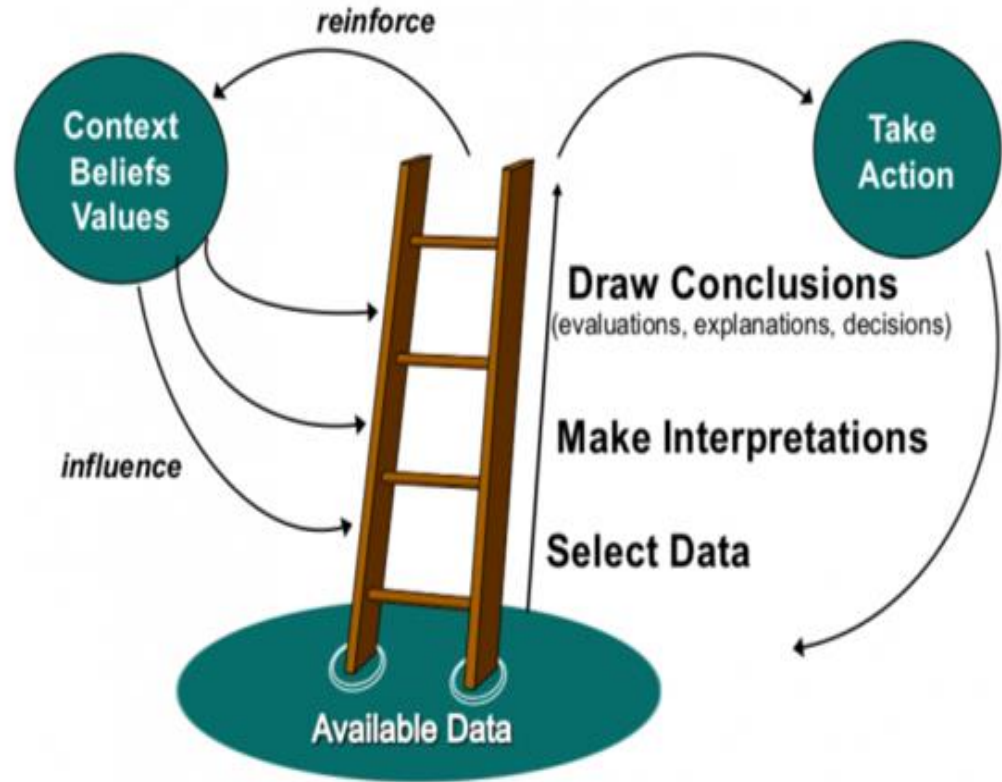 reinforce
Context
Beliefs
Values
Take
Action
Draw Conclusions
(evaluations, explanations, decisions)
Make Interpretations
influence
Select Data
Available Data